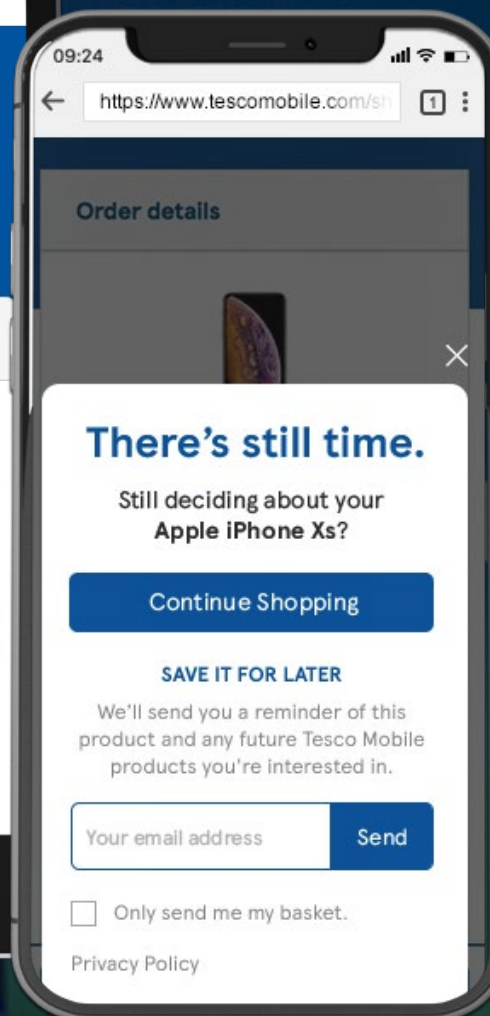 09:24
https://www.tescomobile.com/sh
1
Order details
There's still time.
Still deciding about your
Apple iPhone Xs?
Continue Shopping
SAVE IT FOR LATER
We'll send you a reminder of this
product and any future Tesco Mobile
products you're interested in.
Your email address
Send
Only send me my basket.
Privacy Policy